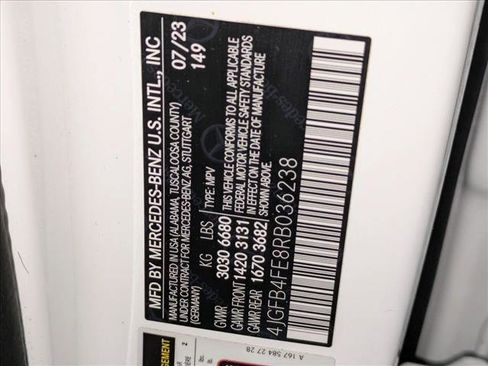 MFD BY MERCEDES-BENZ U.S. INTL., INC
MANUFACTURED IN USA (ALABAMA, TUSCALOOSA COUNTY)
UNDER CONTRACT FOR MERCEDES-BENZ AG, STUTTGART
(GERMANY)
07/23
149
KG LBS
TYPE: MPV
GVWR 3030 6680
GAWR FRONT 1420 3131
GAWR REAR 1670 3682
THIS VEHICLE CONFORMS TO ALL APPLICABLE
FEDERAL MOTOR VEHICLE SAFETY STANDARDS
IN EFFECT ON THE DATE OF MANUFACTURE
SHOWN ABOVE.
4JGFB4FE8RB036238
A 167 584 27 28